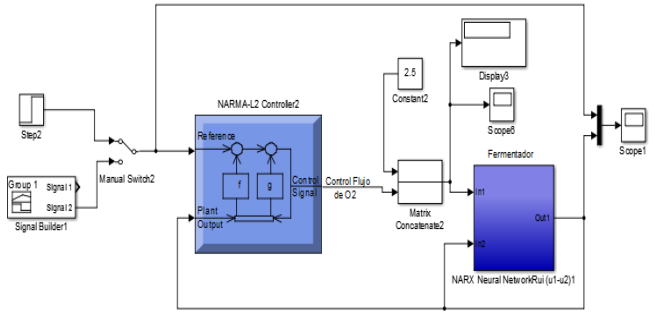 NARMA-L2 Controller2
Reference
Plant
Output
f
g
Control
Signal
Control Flujo
de O2
Step2
Manual Switch2
Group 1
Signal 1
Signal 2
Signal Builder1
2.5
Constant2
Display3
Scope6
Matrix
Concatenate2
Fermentador
In1
In2
Out1
NARX Neural NetworkRui (u1-u2)1
Scope1